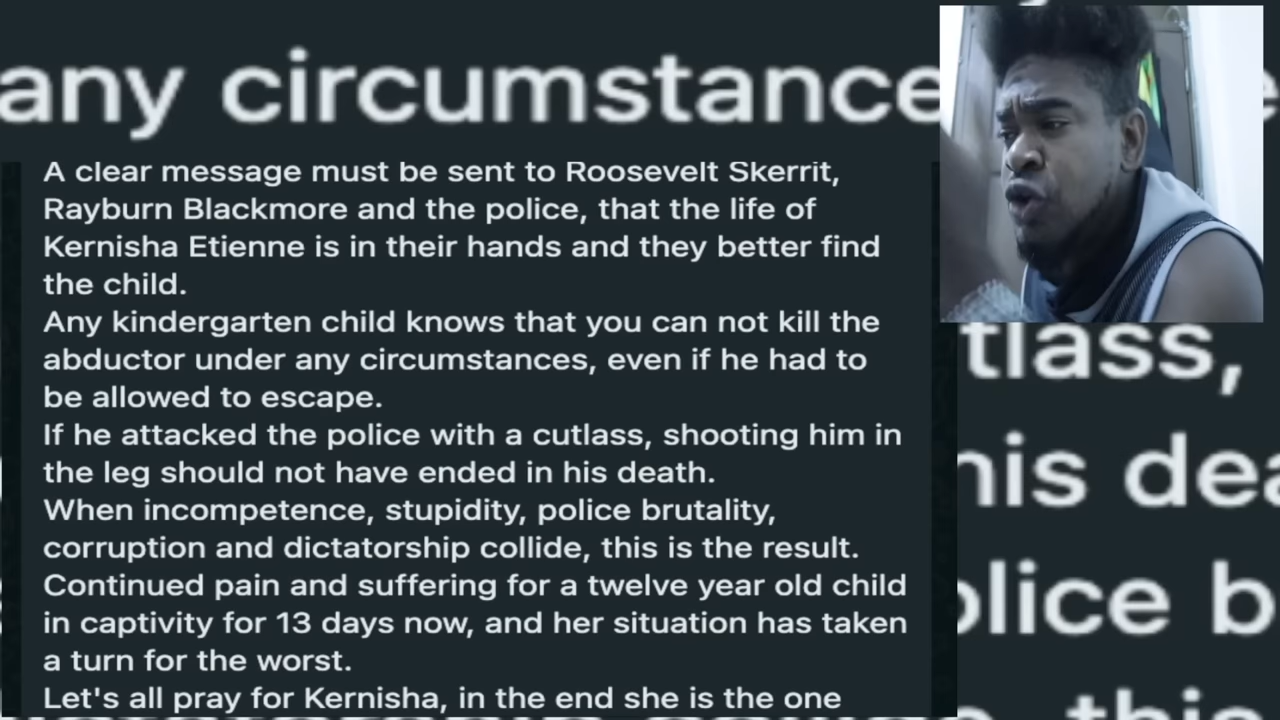 any circumstance
A clear message must be sent to Roosevelt Skerrit,
Rayburn Blackmore and the police, that the life of
Kernisha Etienne is in their hands and they better find
the child.
Any kindergarten child knows that you can not kill the
abductor under any circumstances, even if he had to
be allowed to escape.
If he attacked the police with a cutlass, shooting him in
the leg should not have ended in his death.
When incompetence, stupidity, police brutality,
corruption and dictatorship collide, this is the result.
Continued pain and suffering for a twelve year old child
in captivity for 13 days now, and her situation has taken
a turn for the worst.
Let's all pray for Kernisha, in the end she is the one
tlass,
his dea
olice b
this